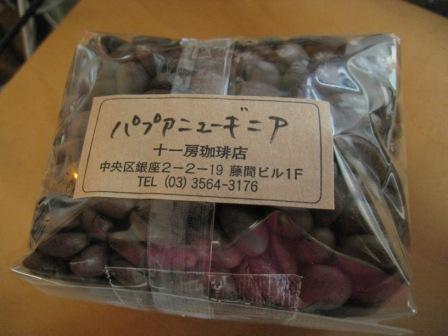 パプアニューギニア
十一房珈琲店
中央区銀座2-2-19 藤間ビル1F
TEL (03) 3564-3176